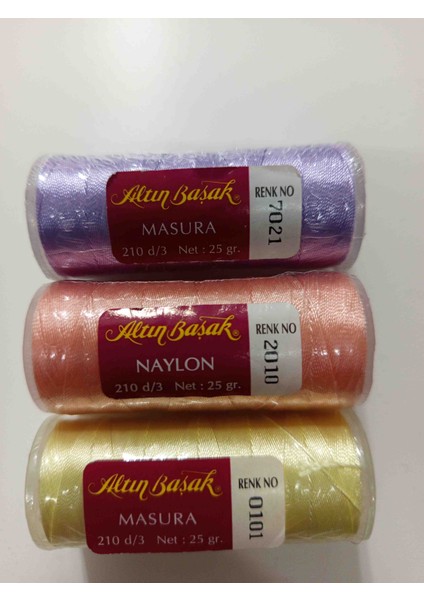 Altın Başak
RENK NO
7021
MASURA
210 d/3 Net : 25 gr.
Altın Başak
RENK NO
2010
NAYLON
210 d/3 Net : 25 gr.
Altın Başak
RENK NO
0101
MASURA
210 d/3 Net : 25 gr.